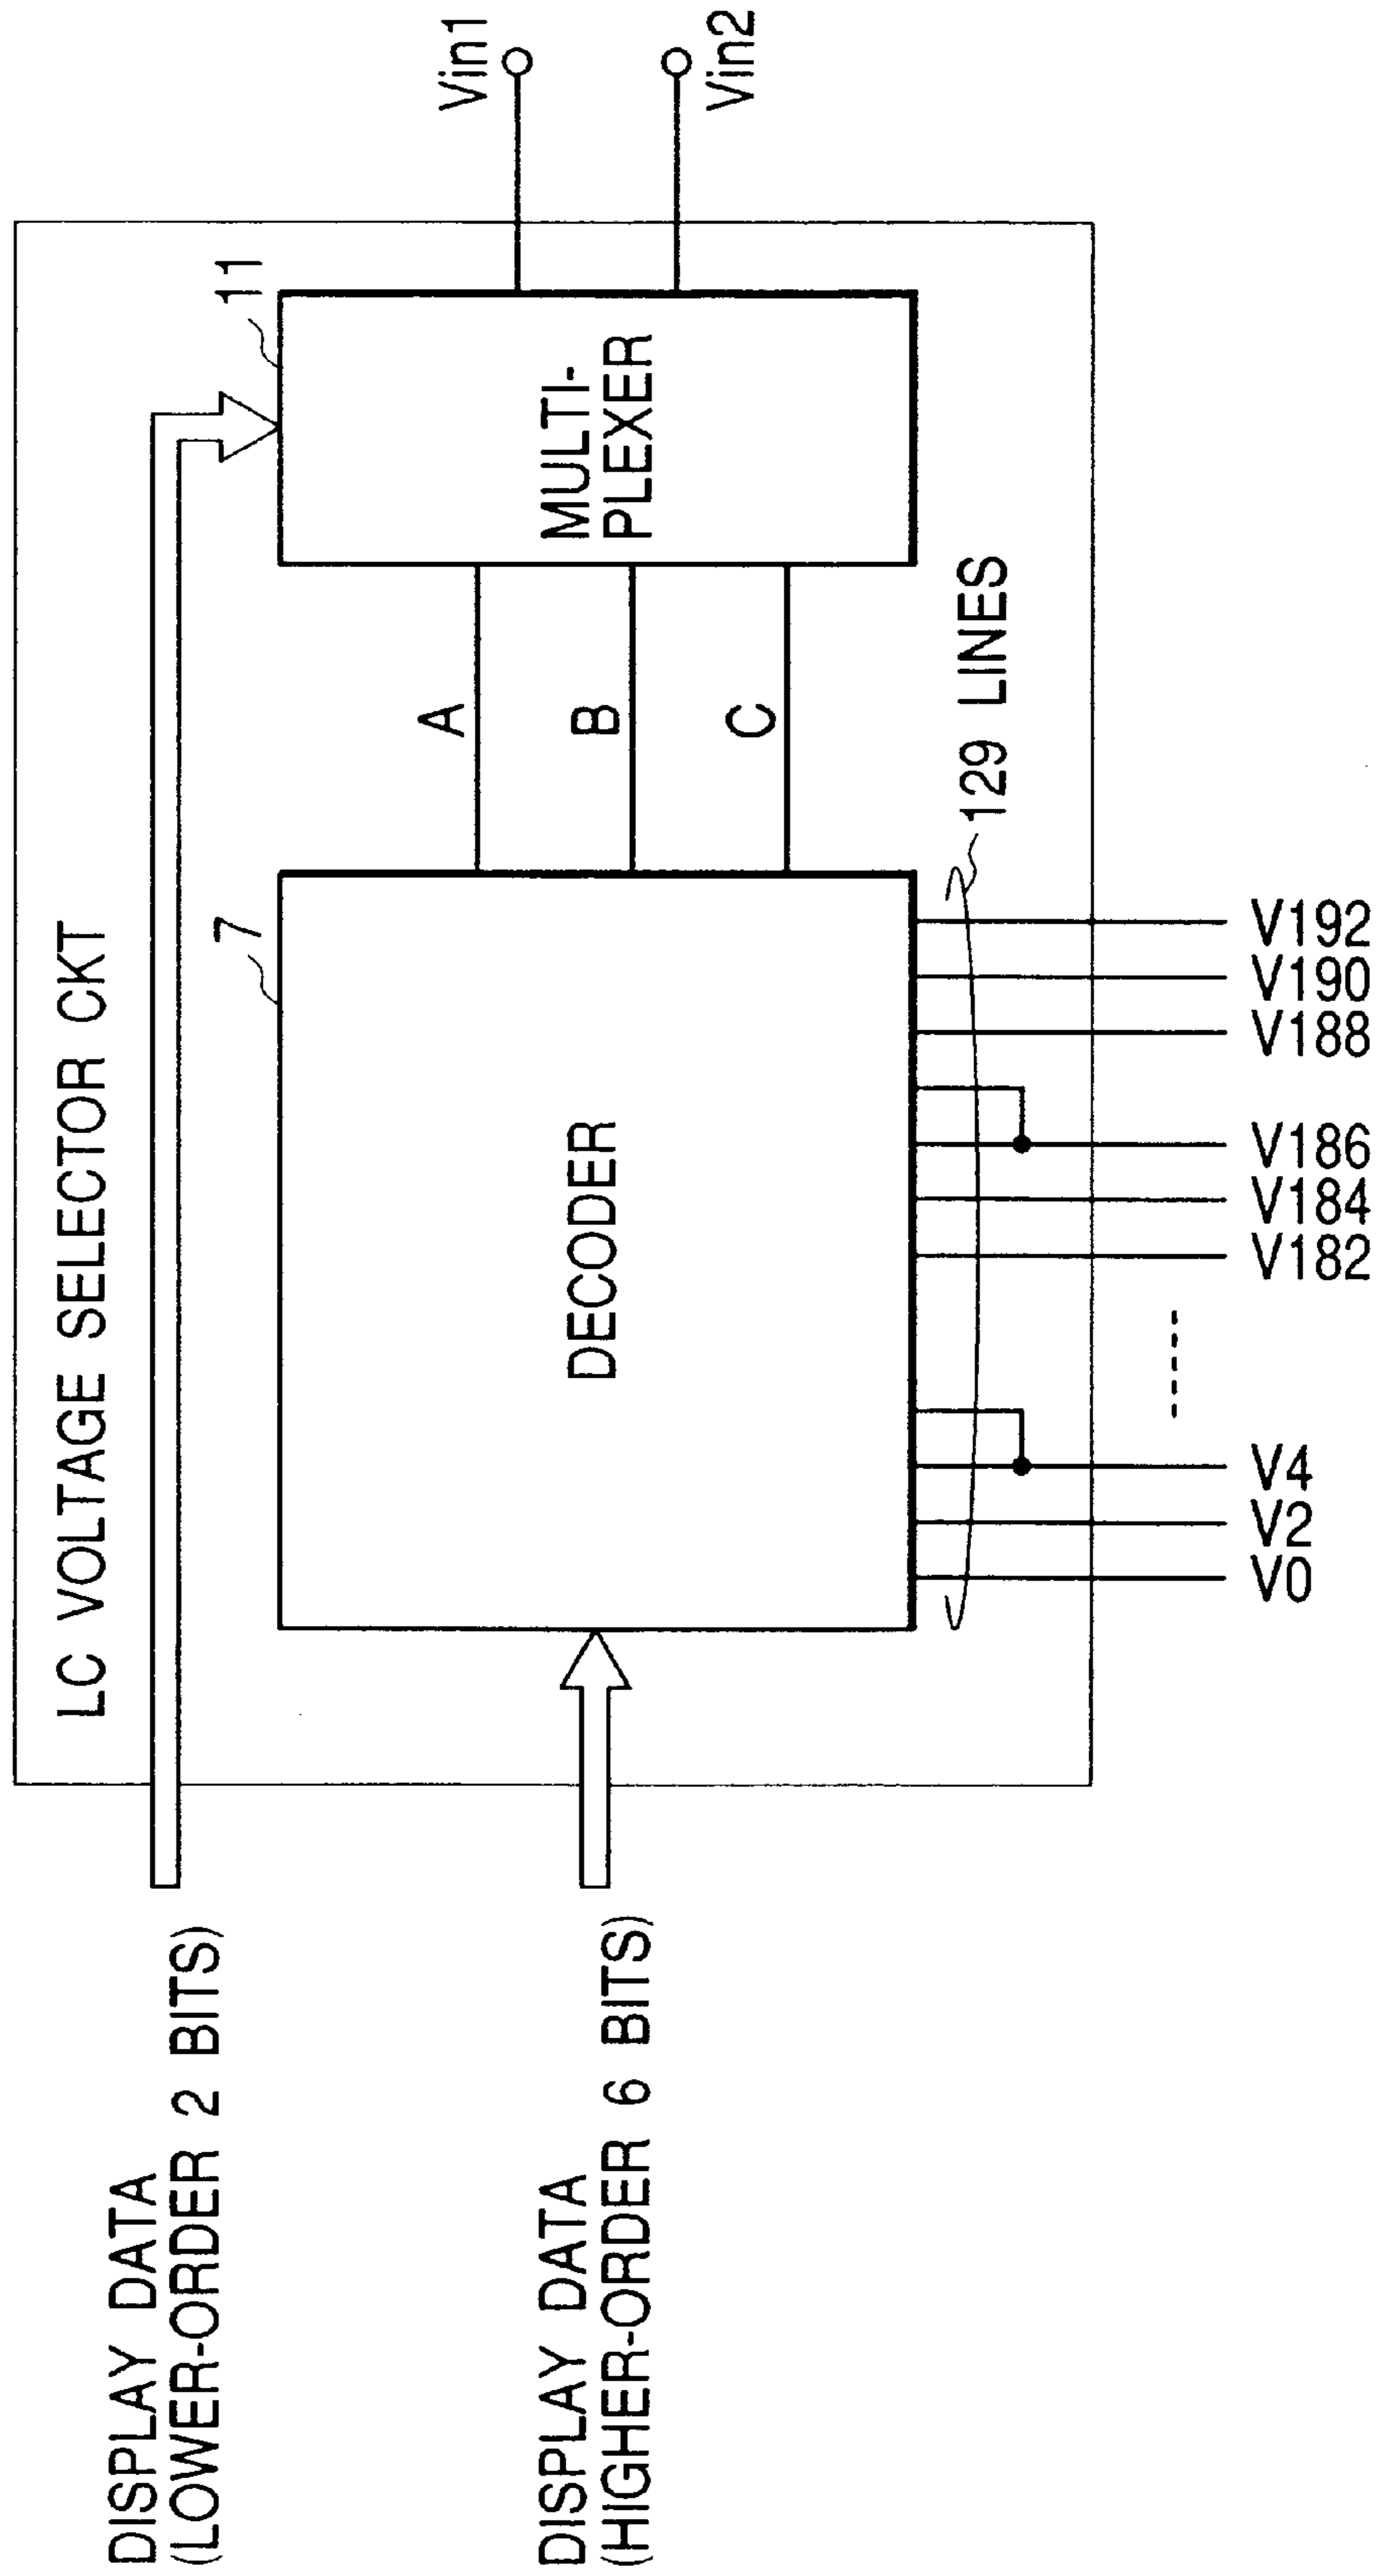 LC VOLTAGE SELECTOR CKT
DISPLAY DATA
(LOWER-ORDER 2 BITS)
DISPLAY DATA
(HIGHER-ORDER 6 BITS)
7
DECODER
A
B
C
11
MULTI-
PLEXER
Vin1
Vin2
129 LINES
V0
V2
V4
V182
V184
V186
V188
V190
V192